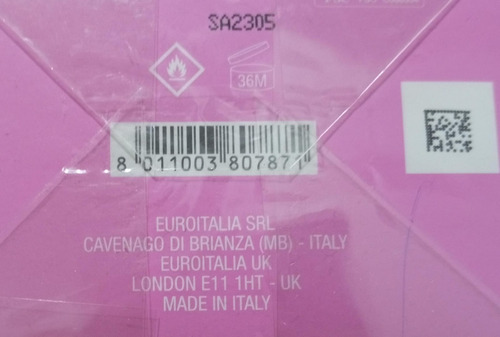 SA2305
36M
8 011003 807871
EUROITALIA SRL
CAVENAGO DI BRIANZA (MB) - ITALY
EUROITALIA UK
LONDON E11 1HT - UK
MADE IN ITALY